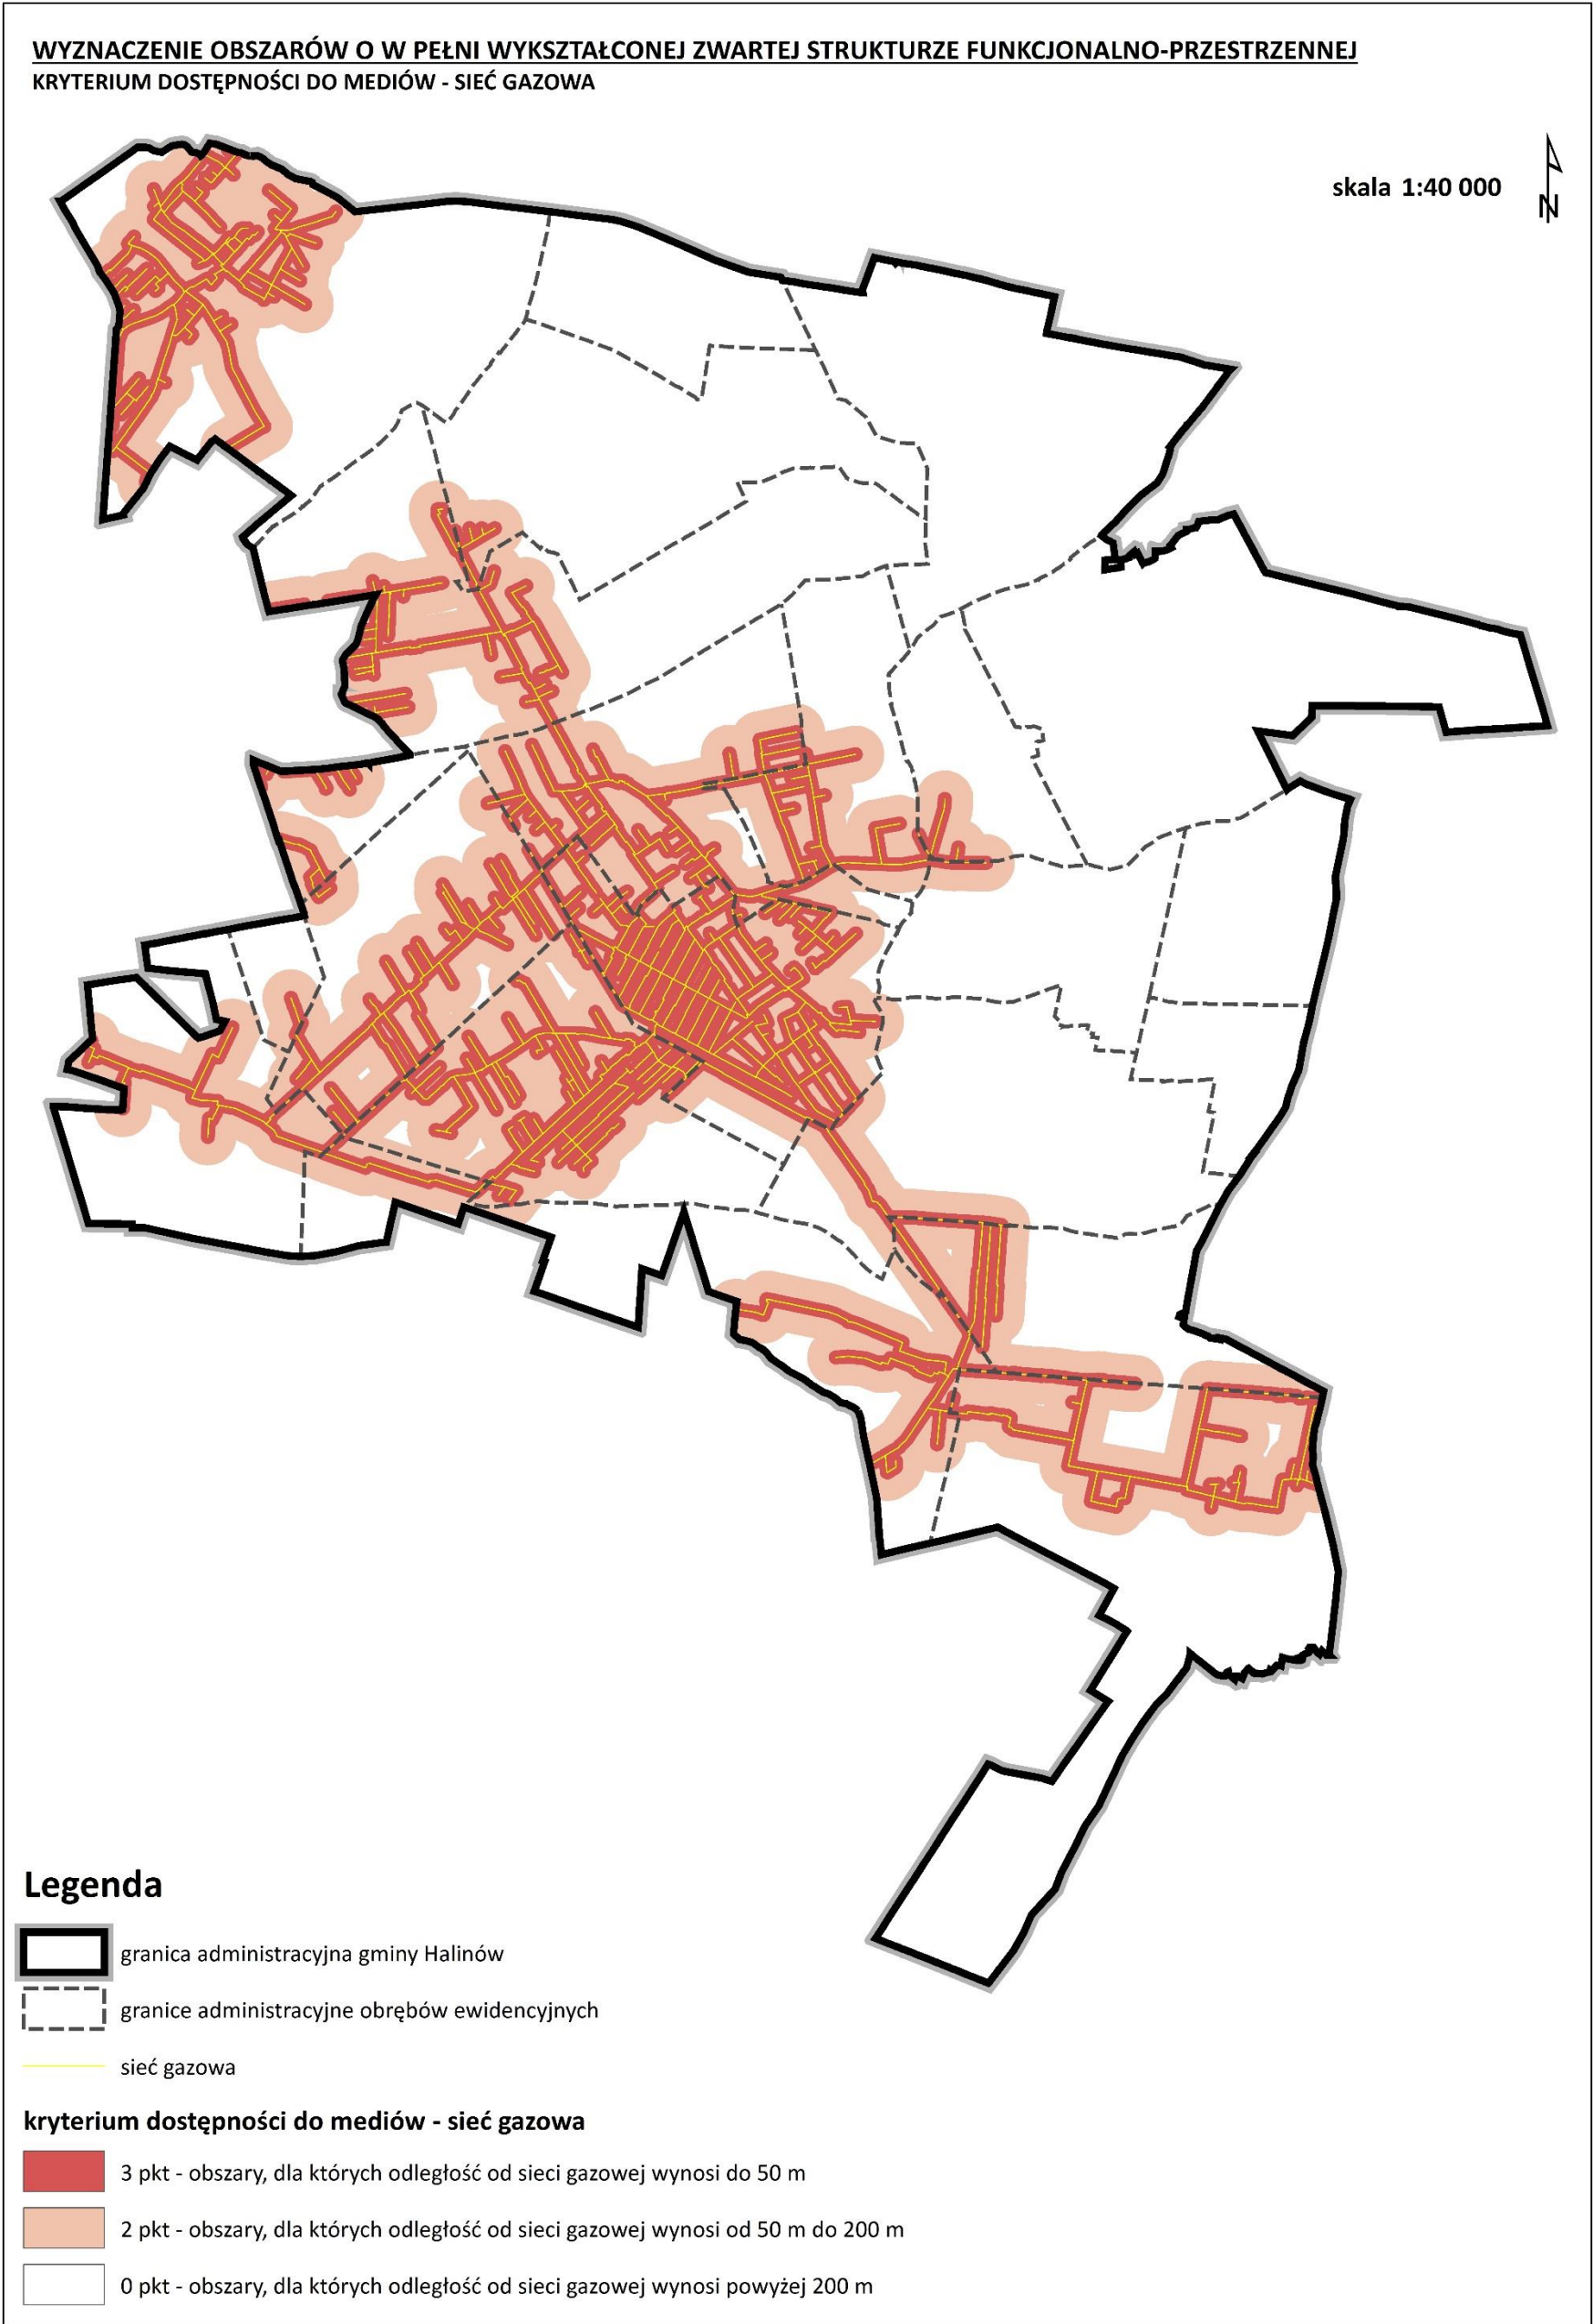 WYZNACZENIE OBSZARÓW O W PEŁNI WYKSZTAŁCONEJ ZWARTEJ STRUKTURZE FUNKCJONALNO-PRZESTRZENNEJ
KRYTERIUM DOSTĘPNOŚCI DO MEDIÓW - SIEĆ GAZOWA
skala 1:40 000
N
Legenda
granica administracyjna gminy Halinów
granice administracyjne obrębów ewidencyjnych
sieć gazowa
kryterium dostępności do mediów - sieć gazowa
3 pkt - obszary, dla których odległość od sieci gazowej wynosi do 50 m
2 pkt - obszary, dla których odległość od sieci gazowej wynosi od 50 m do 200 m
0 pkt - obszary, dla których odległość od sieci gazowej wynosi powyżej 200 m